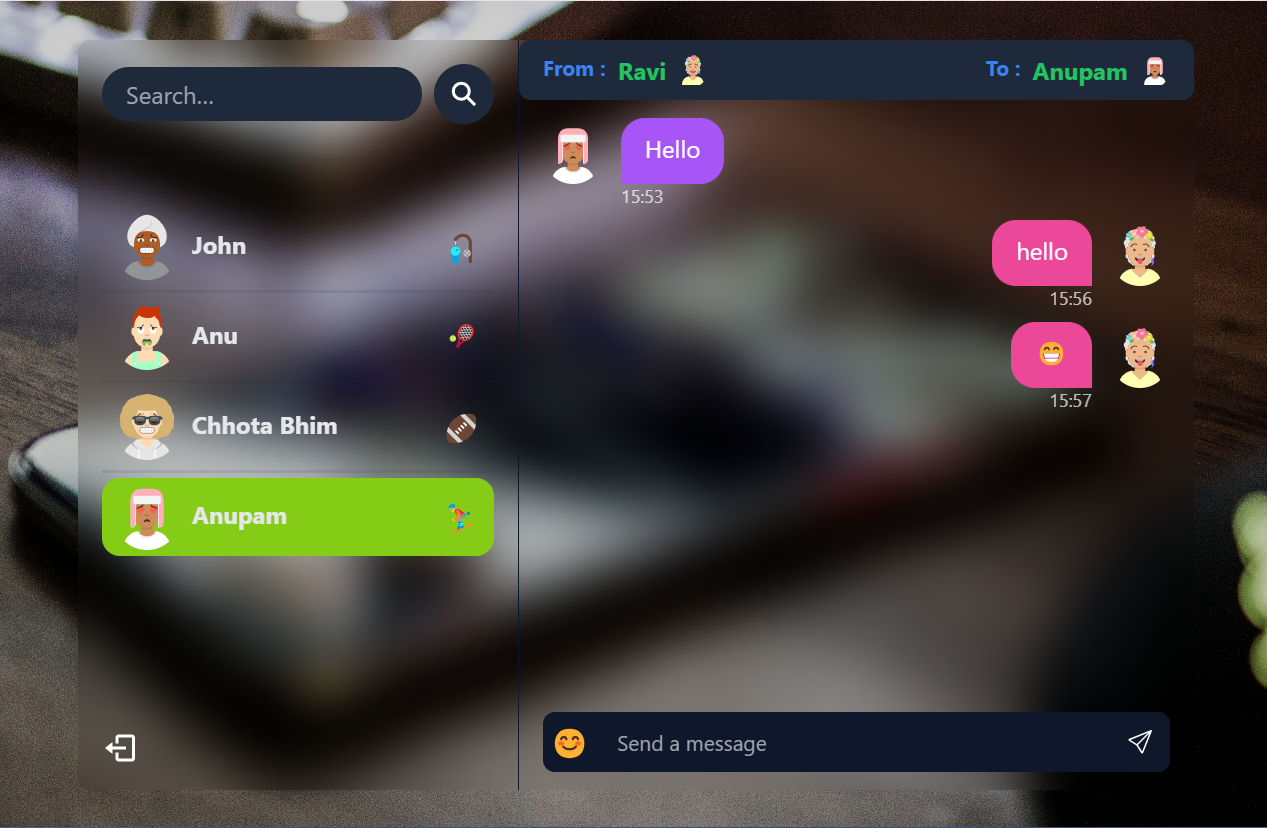 Search...
John
Anu
Chhota Bhim
Anupam
From : Ravi
To : Anupam
Hello
15:53
hello
15:56
😁
15:57
Send a message